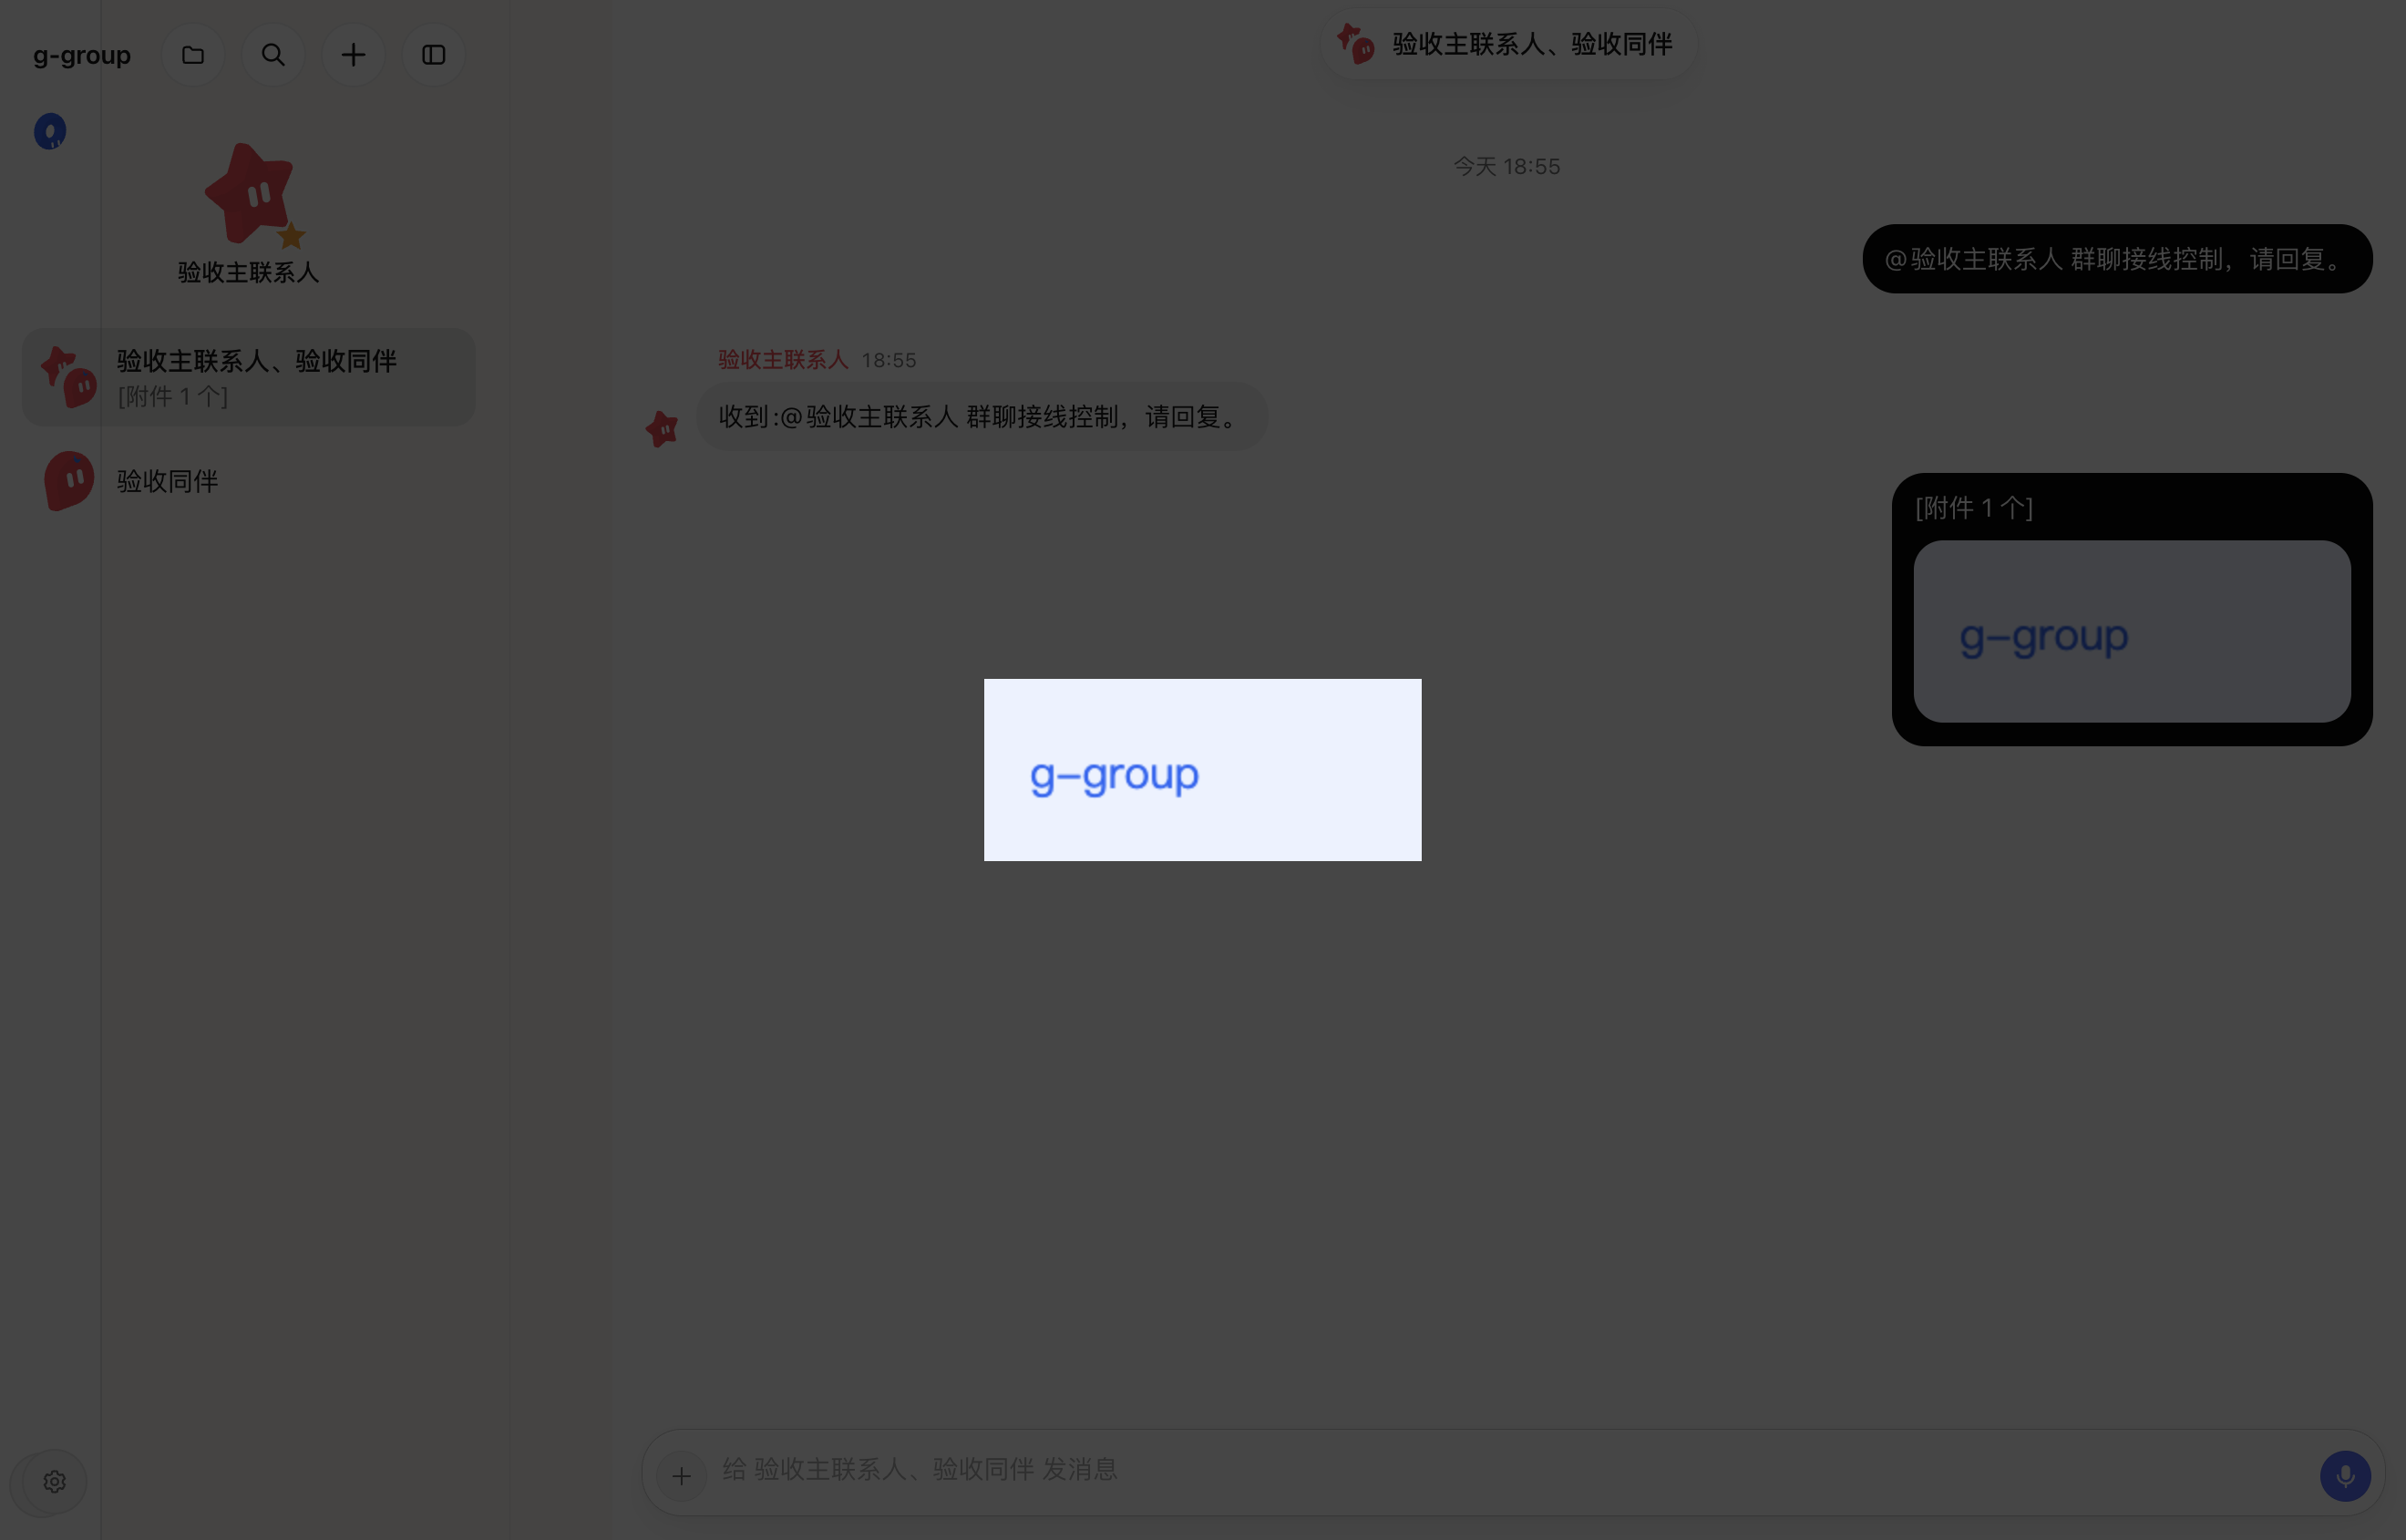 g-group
验收主联系人
验收主联系人、验收同伴
[附件 1 个]
验收同伴
验收主联系人、验收同伴
今天 18:55
@验收主联系人 群聊接线控制，请回复。
验收主联系人 18:55
收到:@验收主联系人 群聊接线控制，请回复。
[附件 1 个]
g-group
g-group
给 验收主联系人、验收同伴 发消息